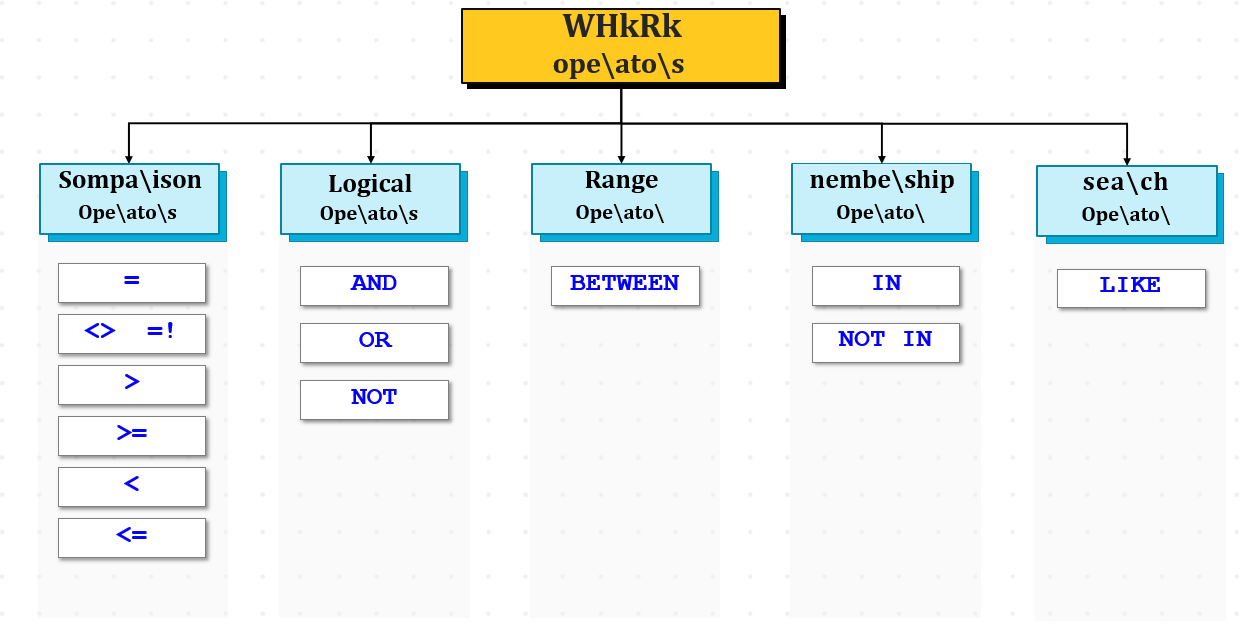 WHkRk
ope\ato\s
Sompa\ison
Ope\ato\s
=
<> =!
>
>=
<
<=
Logical
Ope\ato\s
AND
OR
NOT
Range
Ope\ato\
BETWEEN
nembe\ship
Ope\ato\
IN
NOT IN
sea\ch
Ope\ato\
LIKE